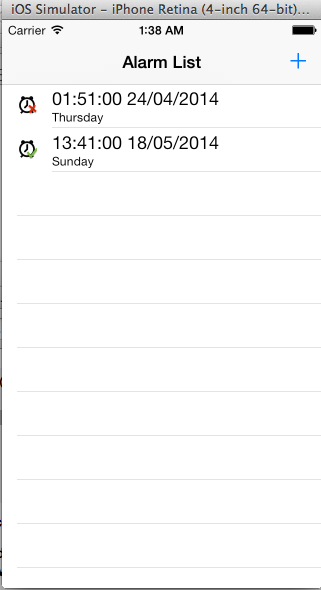 iOS Simulator - iPhone Retina (4-inch 64-bit)...
Carrier 1:38 AM
Alarm List +
01:51:00 24/04/2014
Thursday
13:41:00 18/05/2014
Sunday